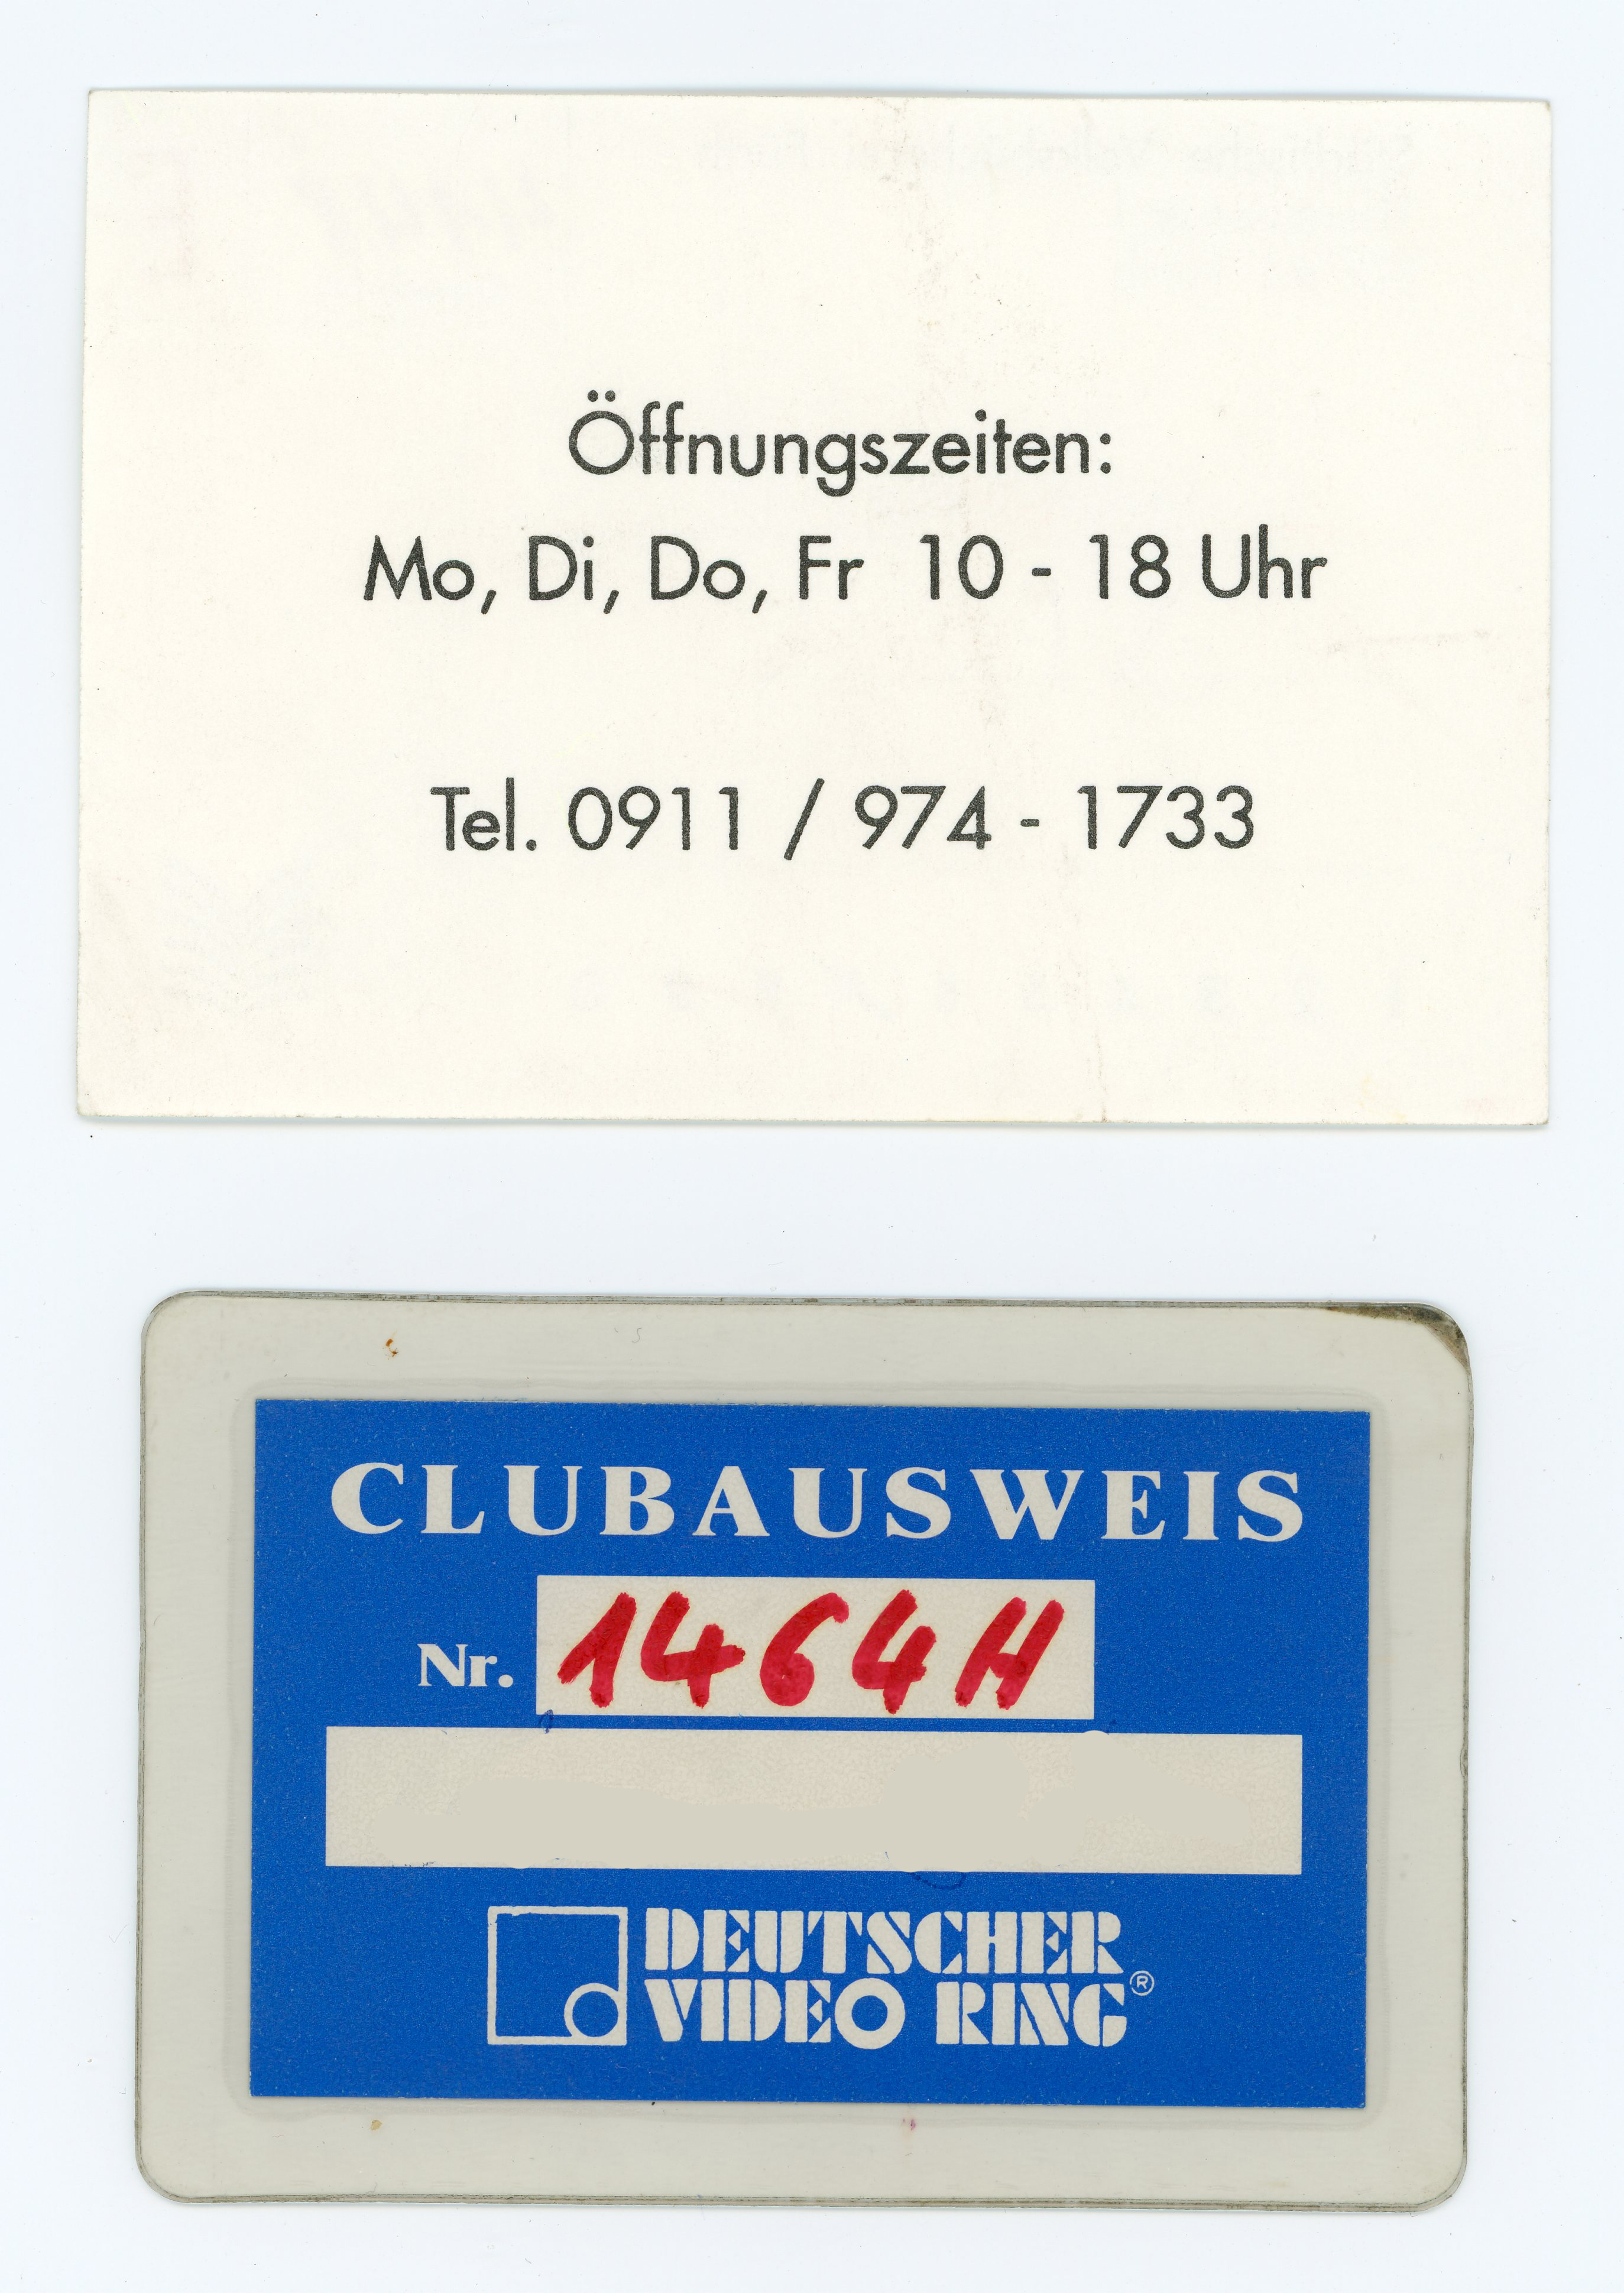 Öffnungszeiten:
Mo, Di, Do, Fr 10 - 18 Uhr
Tel. 0911 / 974 - 1733
CLUBAUSWEIS
Nr. 1464H
DEUTSCHER
VIDEO RING®